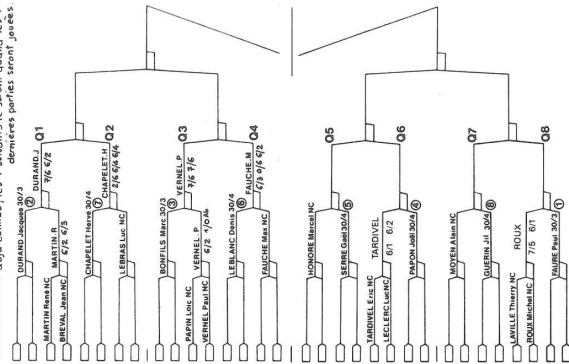 dernières parties seront jouées.
DURAND Jacques 30/3
②
DURAND.J
7/6 6/2
Q1
MARTIN René NC
MARTIN.R
BREVAL Jean NC
6/2 6/3
CHAPELET Hervé 30/4
⑦
CHAPELET.H
2/6 6/4 6/4
Q2
LEBRAS Luc NC
BONFILS Marc 30/3
③
VERNEL.P
7/6 7/6
Q3
PAPIN Loic NC
VERNEL.P
VERNEL Paul NC
6/2 1/0 Ab
LEBLANC Denis 30/4
⑥
FAUCHE.M
6/3 0/6 6/2
Q4
FAUCHE Max NC
HONORE Marcel NC
Q5
SERRE Gaël 30/4
⑤
TARDIVEL Eric NC
TARDIVEL
LECLERC Luc NC
6/1 6/2
Q6
PAPON Joël 30/4
④
MOYEN Alain NC
Q7
GUERIN Jil 30/4
⑧
LAVILLE Thierry NC
ROUX
ROUX Michel NC
7/5 6/1
Q8
FAURE Paul 30/3
①